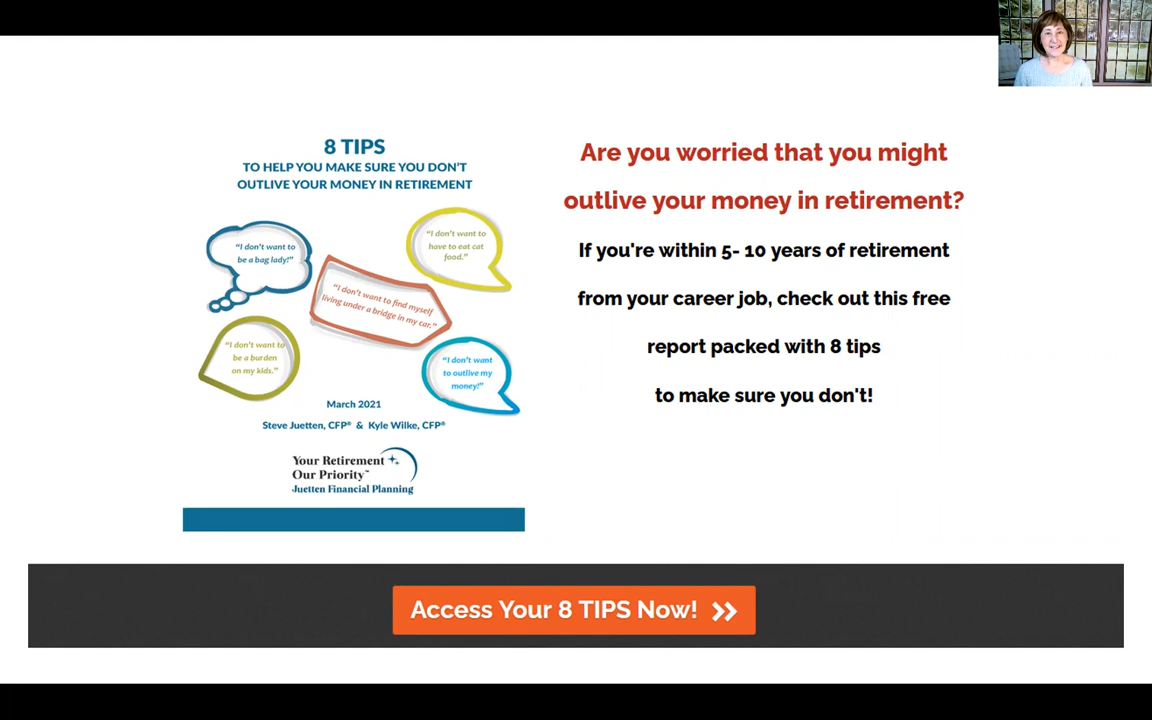 8 TIPS
TO HELP YOU MAKE SURE YOU DON'T
OUTLIVE YOUR MONEY IN RETIREMENT
"I don't want to
be a bag lady!"
"I don't want to
have to eat cat
food."
"I don't want to find myself
living under a bridge in my car."
"I don't want to
be a burden
on my kids."
"I don't want
to outlive my
money!"
March 2021
Steve Juetten, CFP® & Kyle Wilke, CFP®
Your Retirement
Our Priority™
Juetten Financial Planning
Are you worried that you might
outlive your money in retirement?
If you're within 5- 10 years of retirement
from your career job, check out this free
report packed with 8 tips
to make sure you don't!
Access Your 8 TIPS Now! »